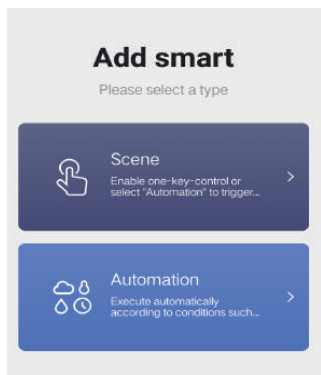 Add smart
Please select a type
Scene
Enable one-key-control or
select "Automation" to trigger...
Automation
Execute automatically
according to conditions such...